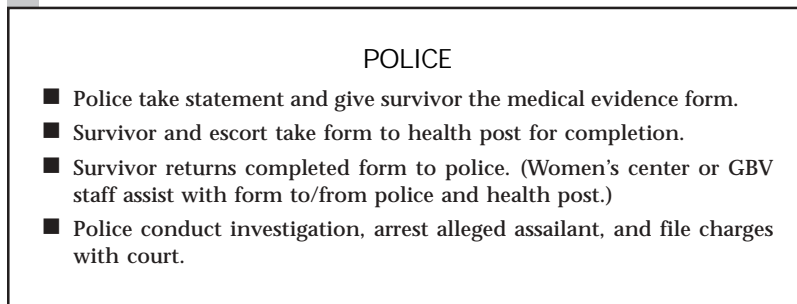 POLICE
■ Police take statement and give survivor the medical evidence form.
■ Survivor and escort take form to health post for completion.
■ Survivor returns completed form to police. (Women's center or GBV
staff assist with form to/from police and health post.)
■ Police conduct investigation, arrest alleged assailant, and file charges
with court.